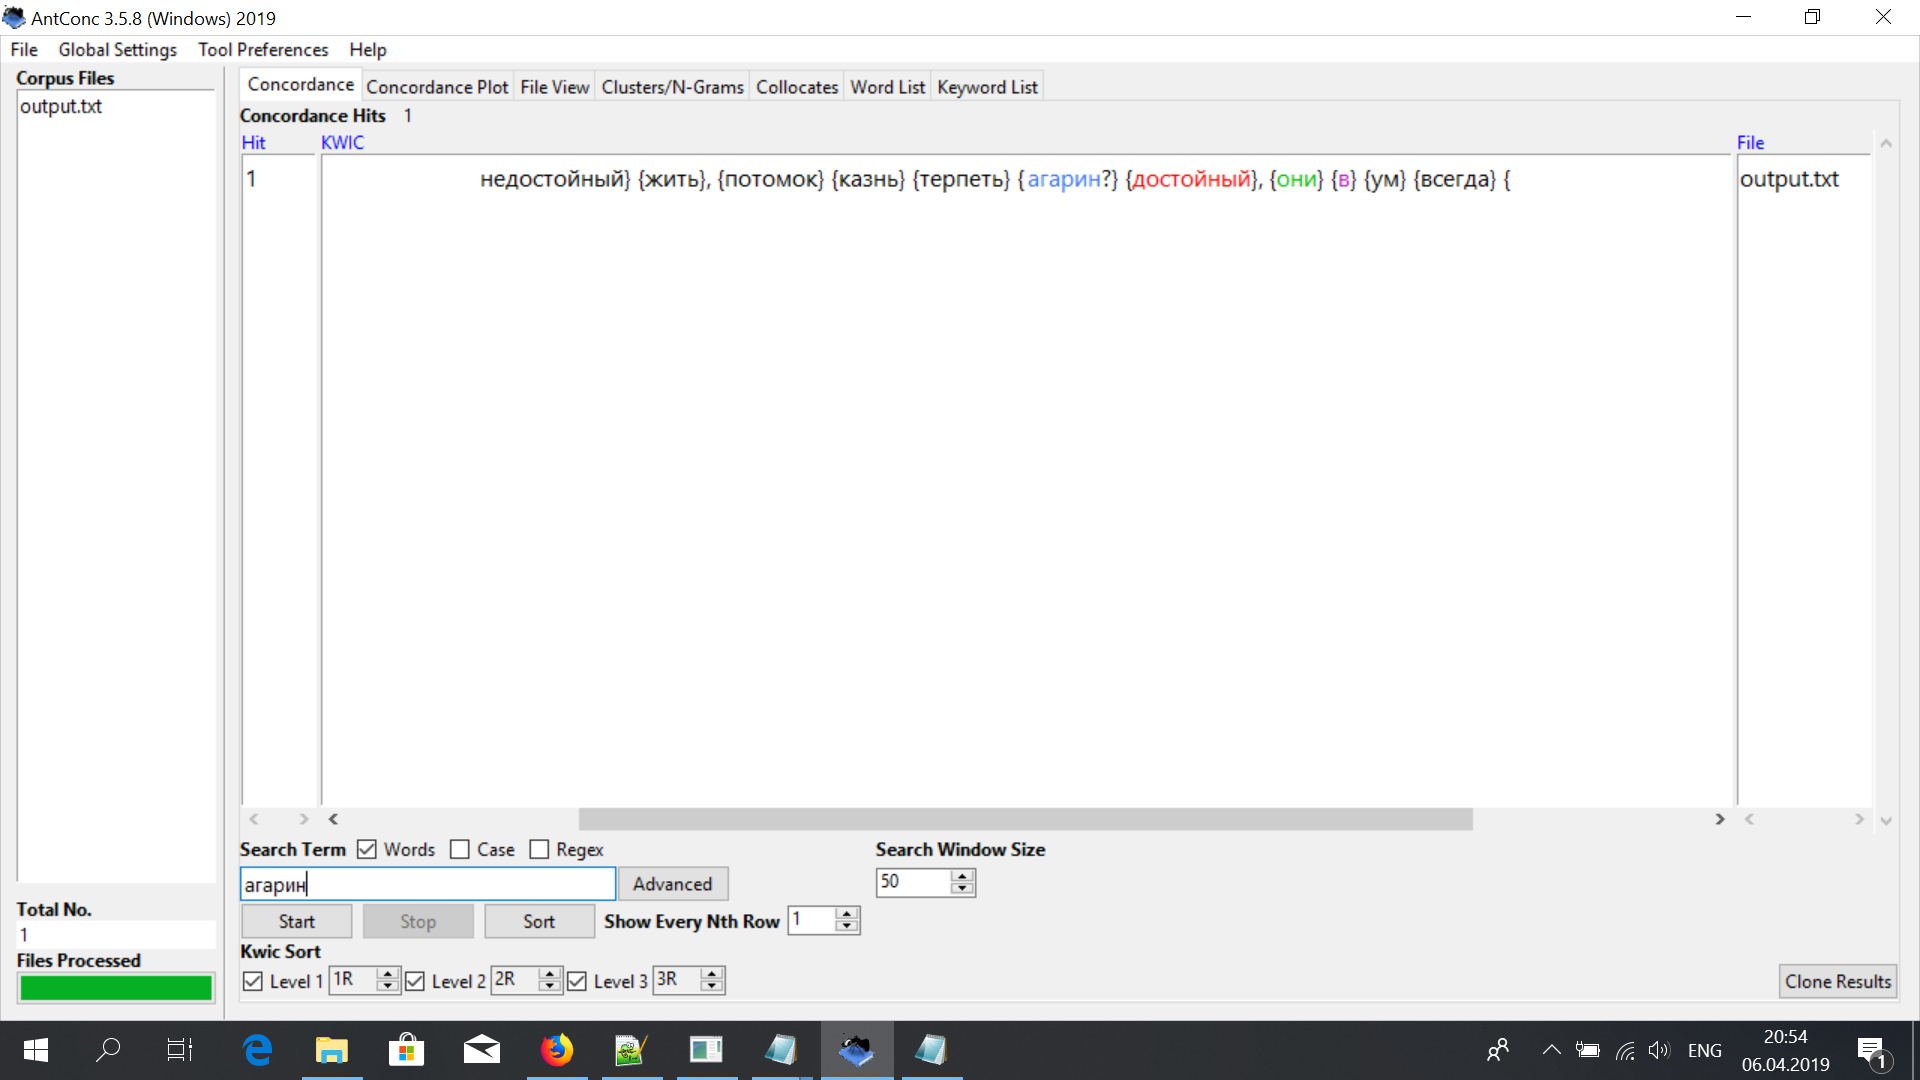 AntConc 3.5.8 (Windows) 2019
File Global Settings Tool Preferences Help
Corpus Files
output.txt
Concordance Concordance Plot File View Clusters/N-Grams Collocates Word List Keyword List
Concordance Hits 1
Hit KWIC File
1 недостойный} {жить}, {потомок} {казнь} {терпеть} {агарин?} {достойный}, {они} {в} {ум} {всегда} { output.txt
Search Term Words Case Regex Search Window Size
агарин Advanced 50
Total No.
1
Start Stop Sort Show Every Nth Row 1
Files Processed
Kwic Sort
Level 1 1R Level 2 2R Level 3 3R Clone Results
ENG 20:54
06.04.2019
1